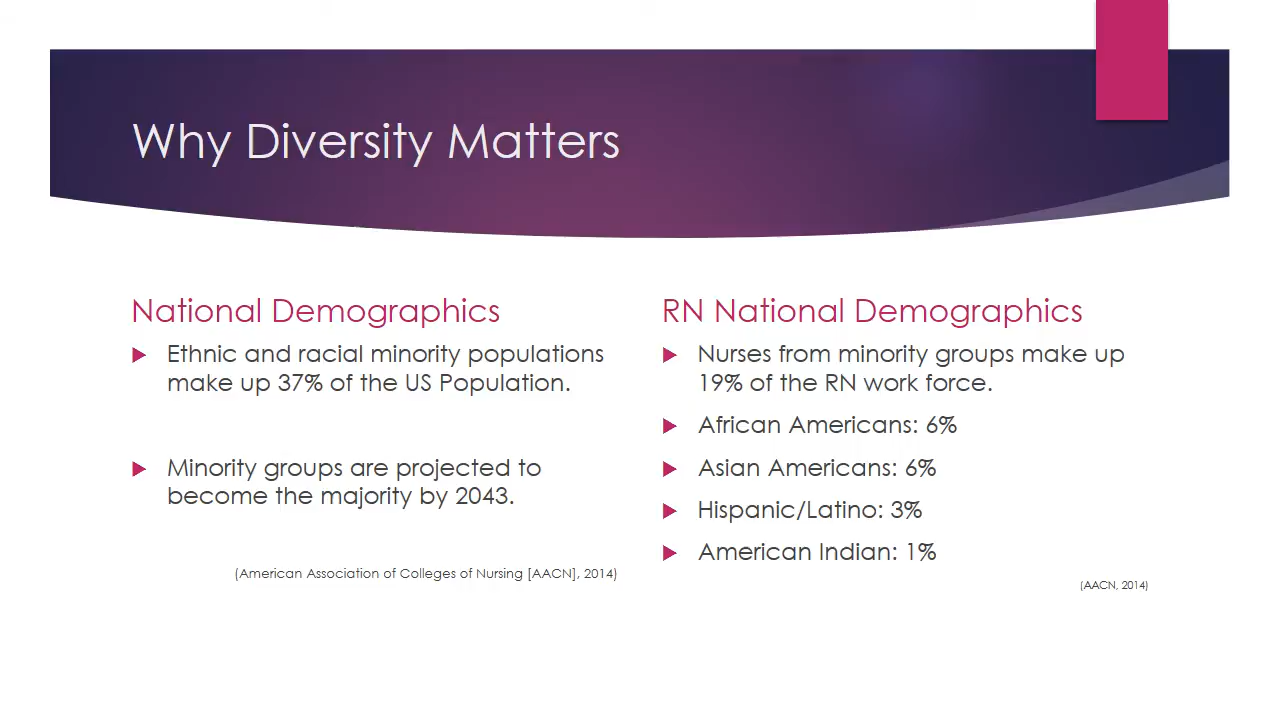 Why Diversity Matters
National Demographics
Ethnic and racial minority populations
make up 37% of the US Population.
Minority groups are projected to
become the majority by 2043.
(American Association of Colleges of Nursing [AACN], 2014)
RN National Demographics
Nurses from minority groups make up
19% of the RN work force.
African Americans: 6%
Asian Americans: 6%
Hispanic/Latino: 3%
American Indian: 1%
(AACN, 2014)